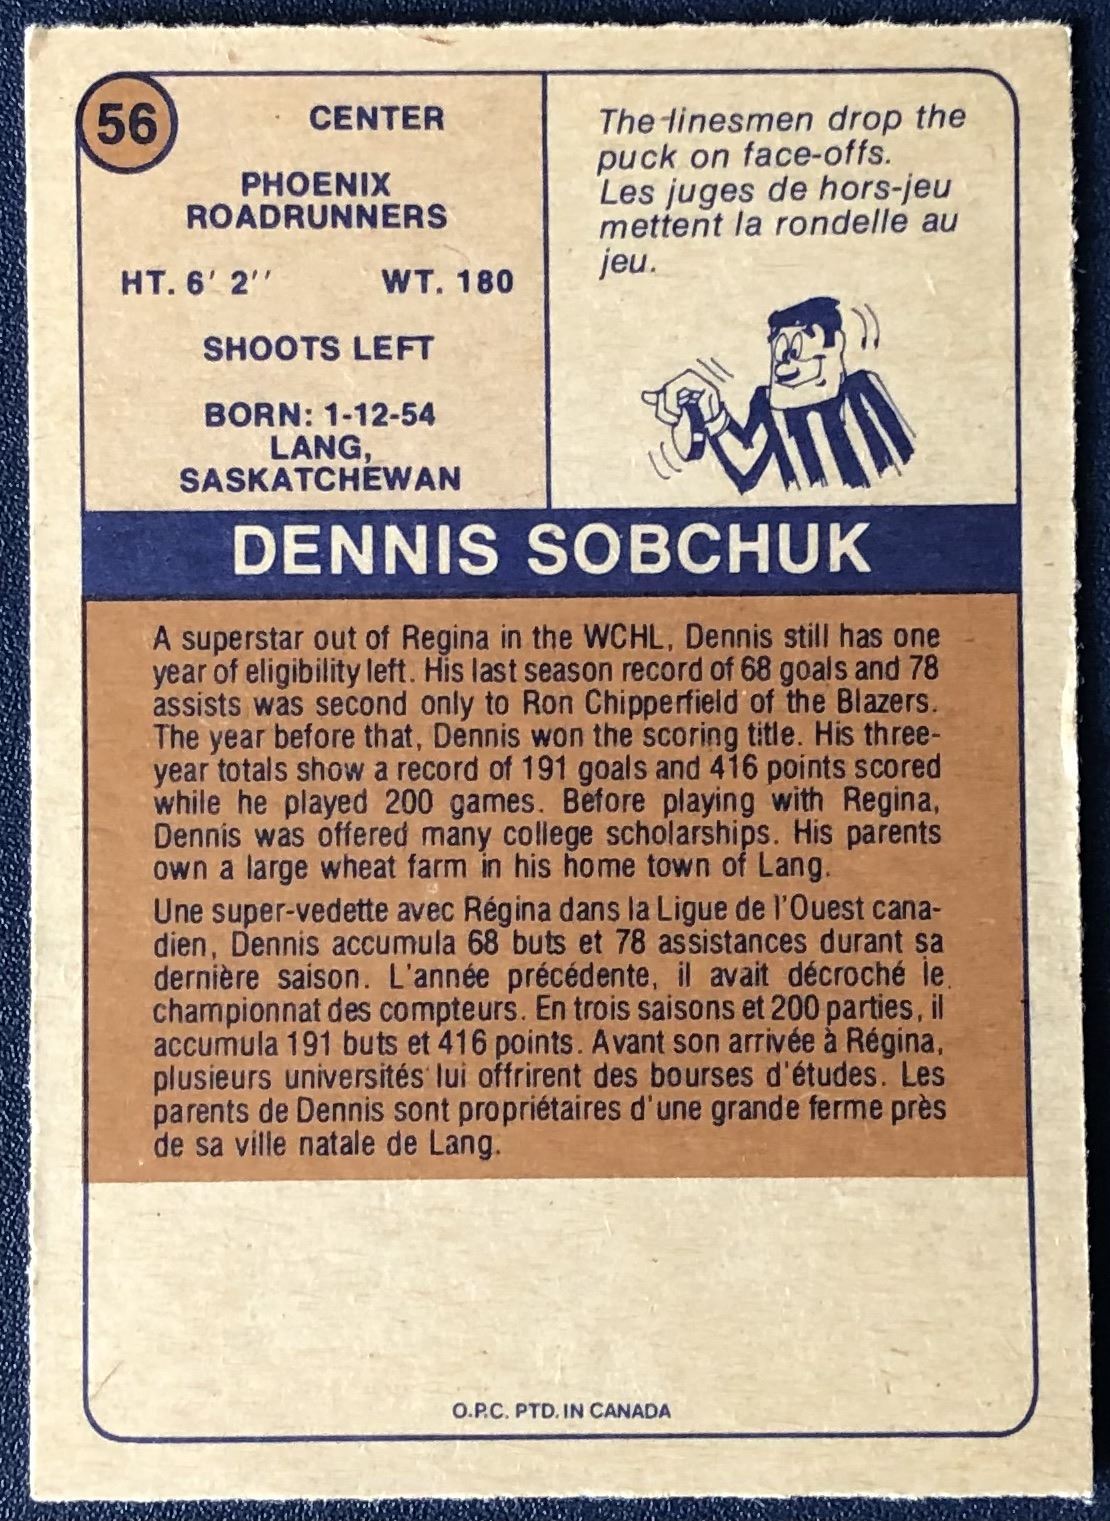 56
CENTER
PHOENIX
ROADRUNNERS
HT. 6' 2'' WT. 180
SHOOTS LEFT
BORN: 1-12-54
LANG,
SASKATCHEWAN
The linesmen drop the
puck on face-offs.
Les juges de hors-jeu
mettent la rondelle au
jeu.
DENNIS SOBCHUK
A superstar out of Regina in the WCHL, Dennis still has one
year of eligibility left. His last season record of 68 goals and 78
assists was second only to Ron Chipperfield of the Blazers.
The year before that, Dennis won the scoring title. His three-
year totals show a record of 191 goals and 416 points scored
while he played 200 games. Before playing with Regina,
Dennis was offered many college scholarships. His parents
own a large wheat farm in his home town of Lang.
Une super-vedette avec Régina dans la Ligue de l'Ouest cana-
dien, Dennis accumula 68 buts et 78 assistances durant sa
dernière saison. L'année précédente, il avait décroché le
championnat des compteurs. En trois saisons et 200 parties, il
accumula 191 buts et 416 points. Avant son arrivée à Régina,
plusieurs universités lui offrirent des bourses d'études. Les
parents de Dennis sont propriétaires d'une grande ferme près
de sa ville natale de Lang.
O.P.C. PTD. IN CANADA